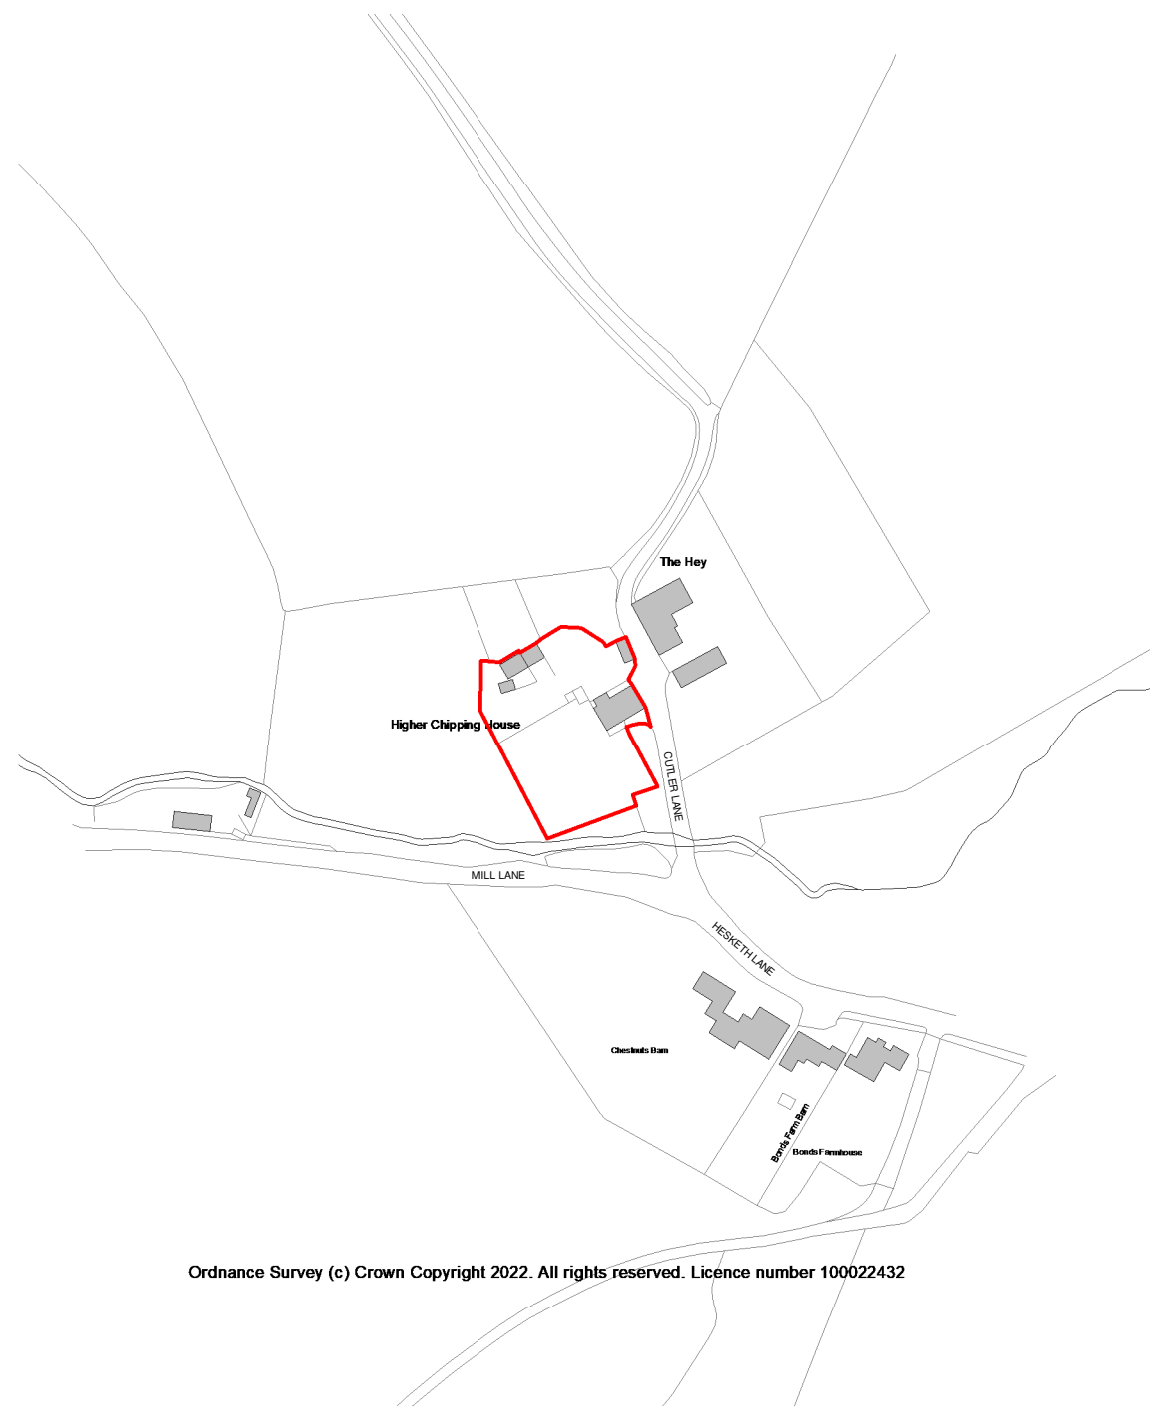 The Hey
Higher Chipping House
CUTLER LANE
MILL LANE
HESKETH LANE
Chestnuts Barn
Bonds Farm Barn
Bonds Farmhouse
Ordnance Survey (c) Crown Copyright 2022. All rights reserved. Licence number 100022432